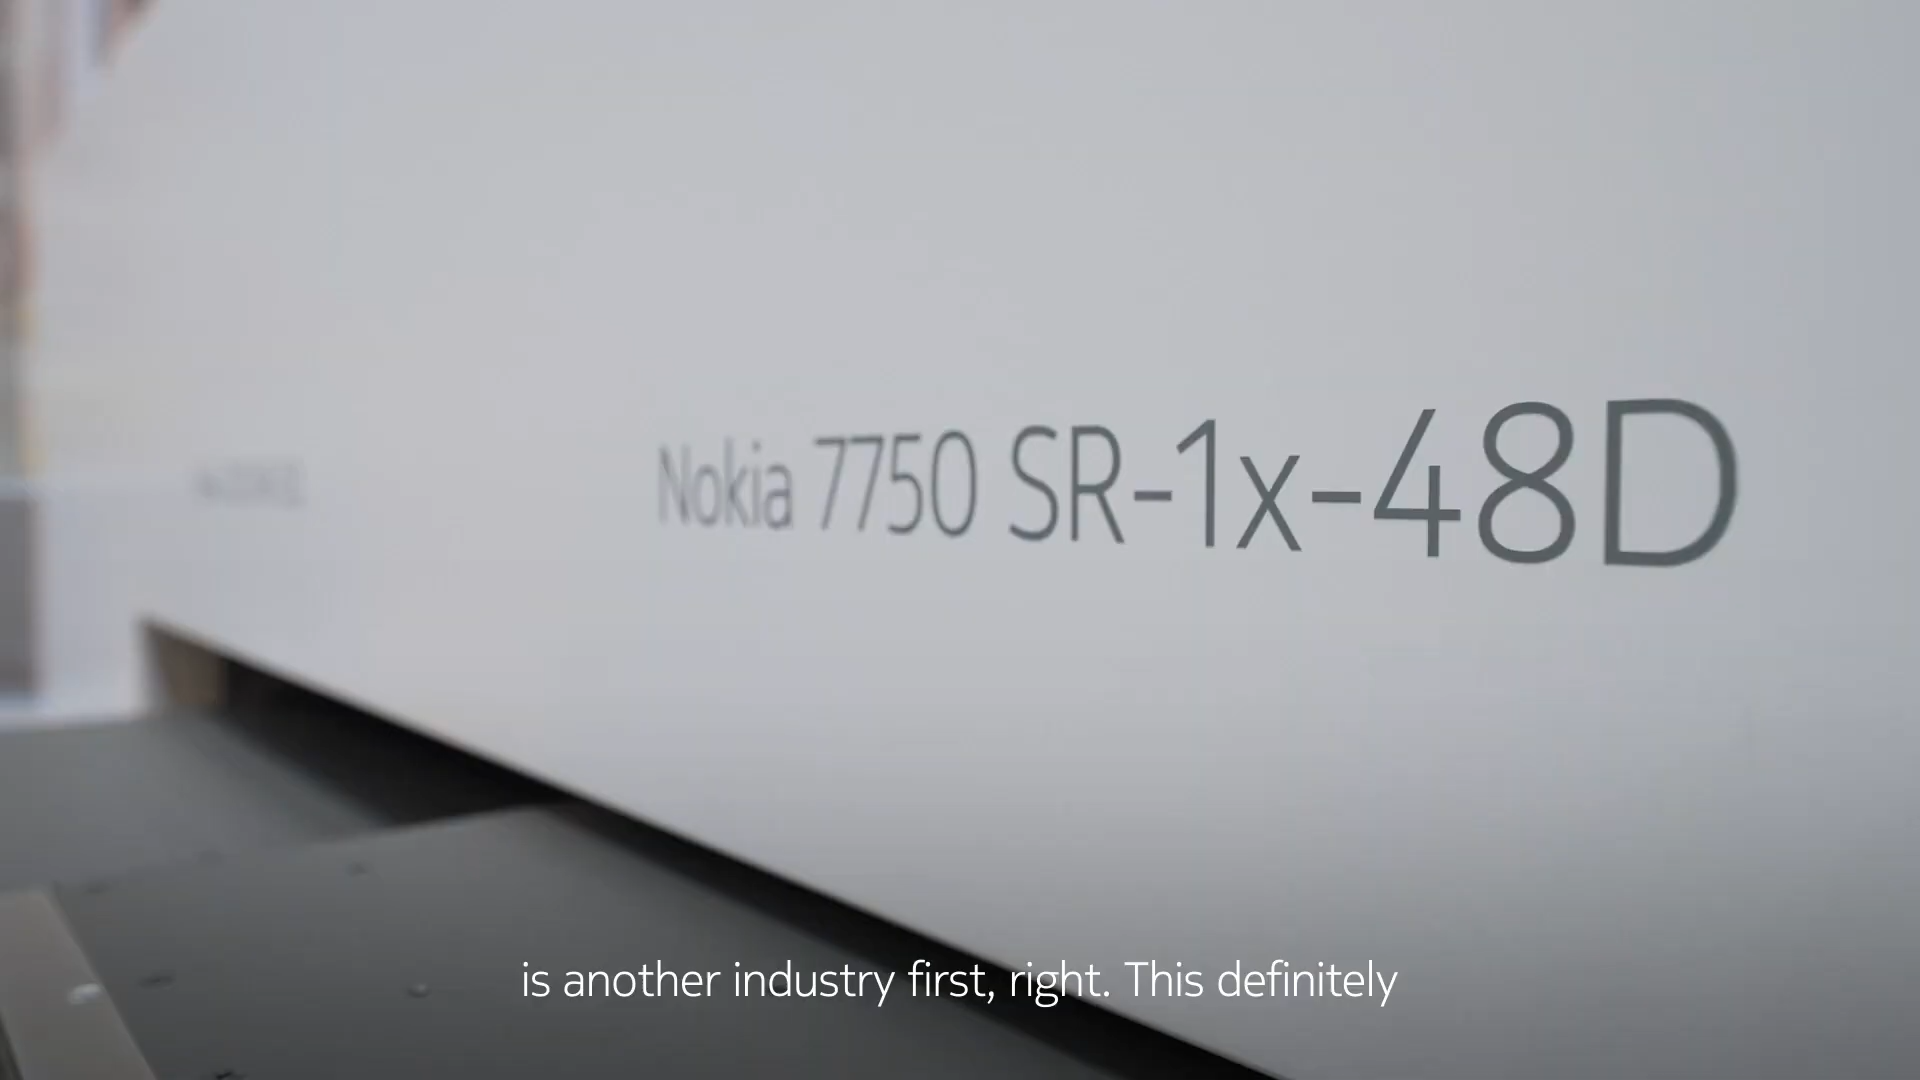 Nokia 7750 SR-1x-48D
is another industry first, right. This definitely